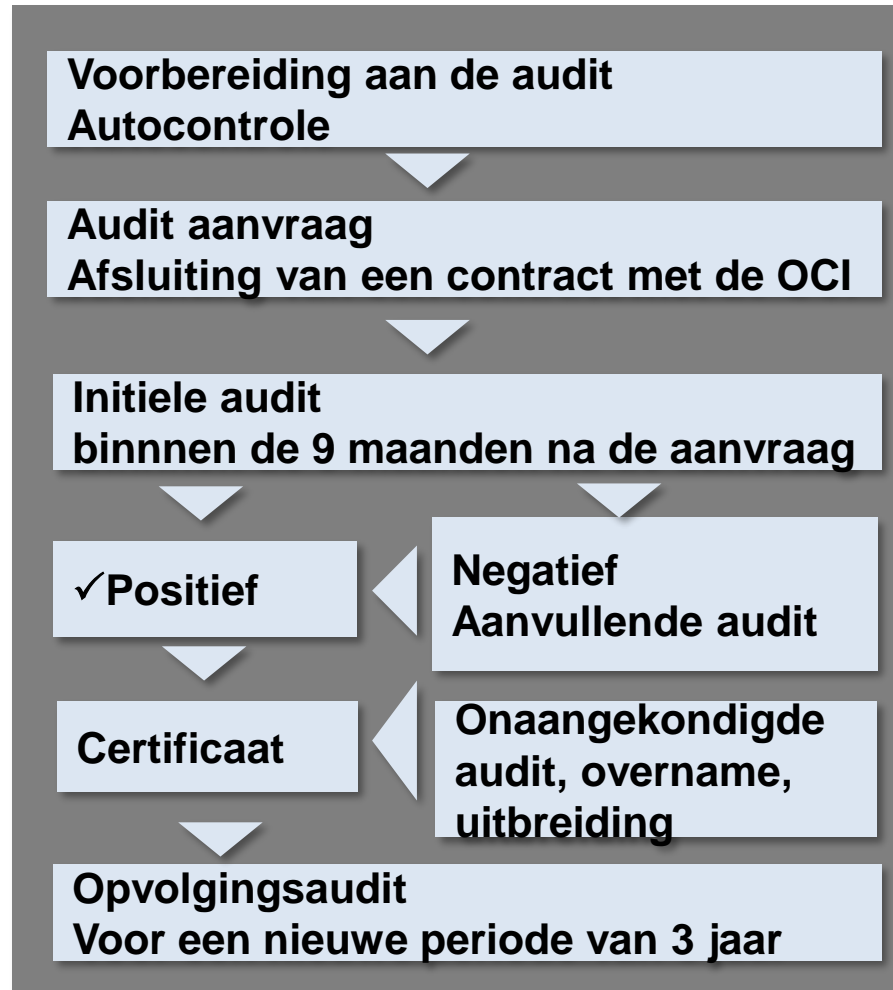 Voorbereiding aan de audit
Autocontrole
Audit aanvraag
Afsluiting van een contract met de OCI
Initiele audit
binnnen de 9 maanden na de aanvraag
✓Positief
Negatief
Aanvullende audit
Certificaat
Onaangekondigde
audit, overname,
uitbreiding
Opvolgingsaudit
Voor een nieuwe periode van 3 jaar